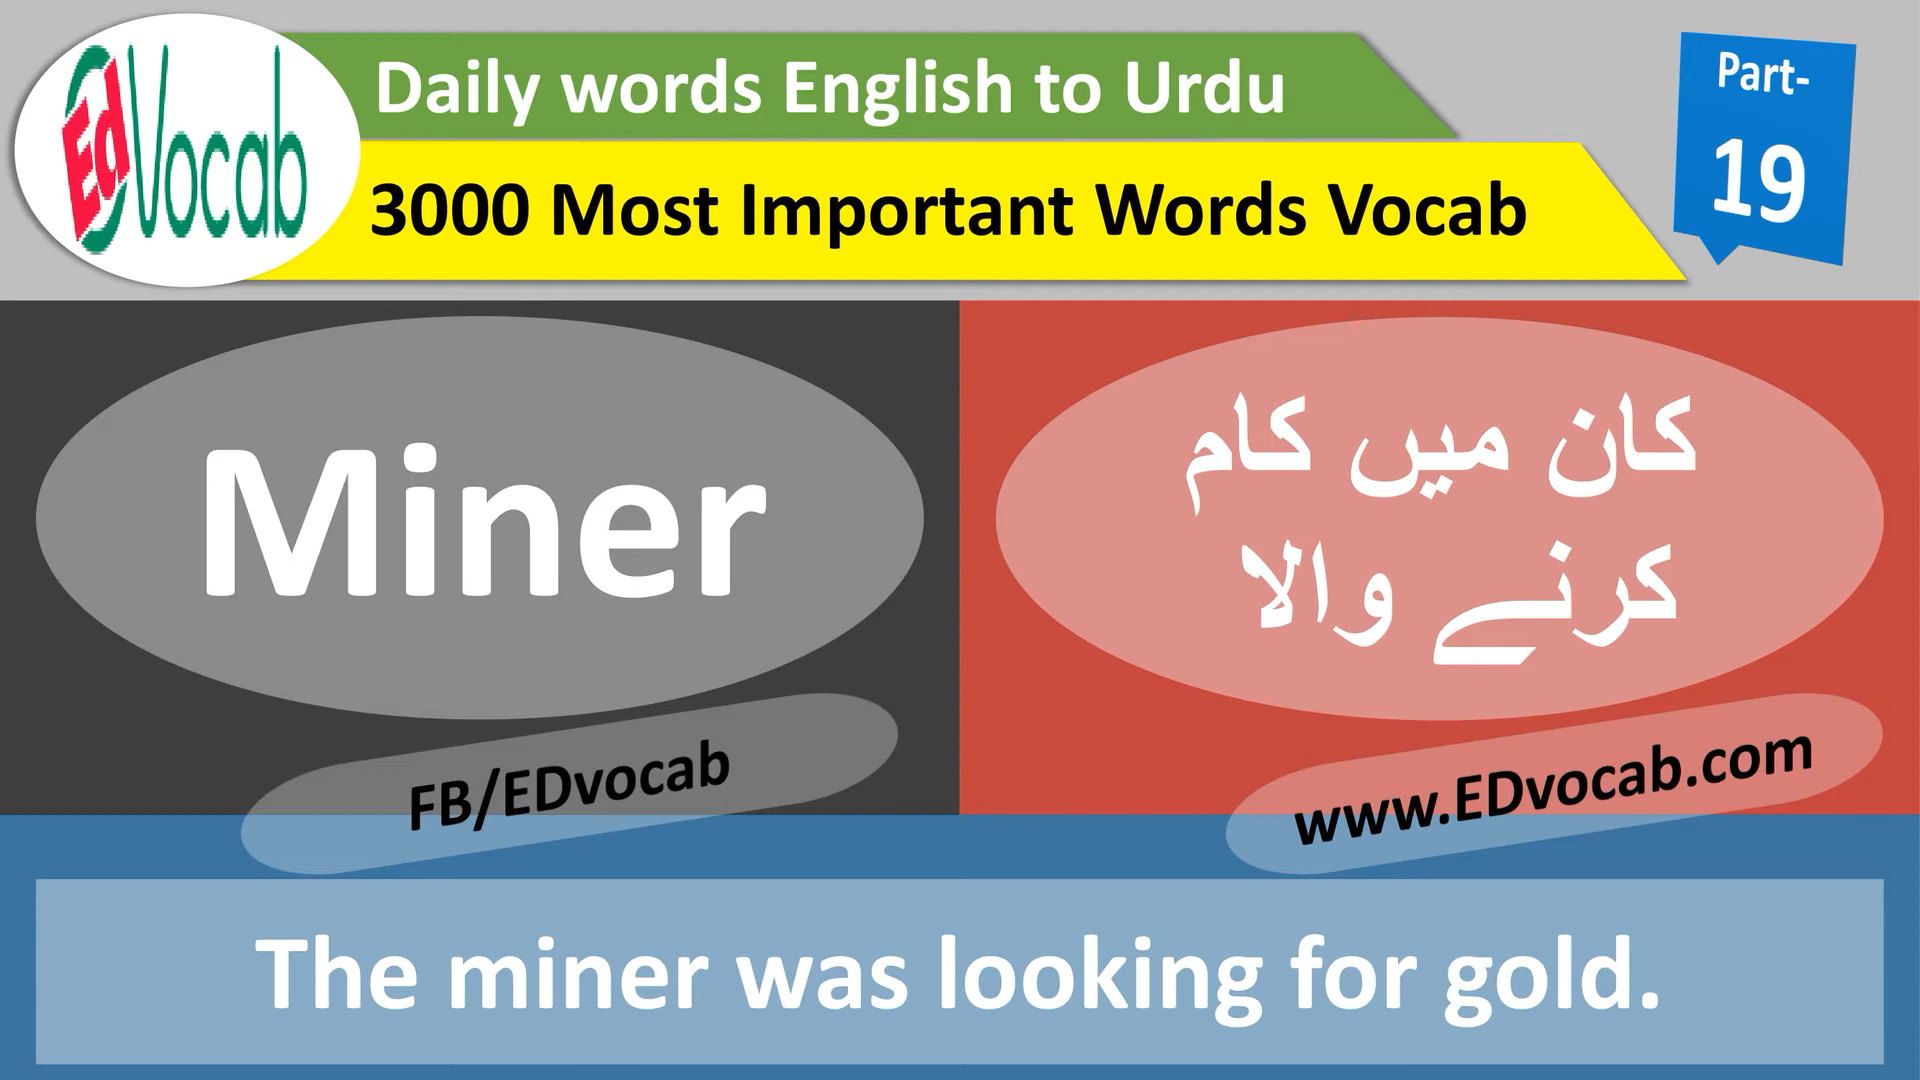 EdVocab
Daily words English to Urdu
3000 Most Important Words Vocab
Part-
19
Miner
کان میں کام
کرنے والا
FB/EDvocab
www.EDvocab.com
The miner was looking for gold.